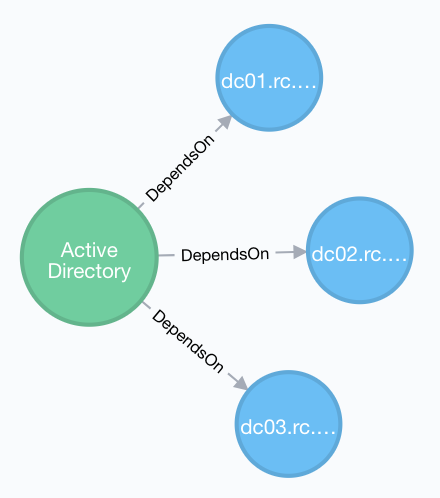 dc01.rc....
DependsOn
Active
Directory
DependsOn
dc02.rc....
DependsOn
dc03.rc....